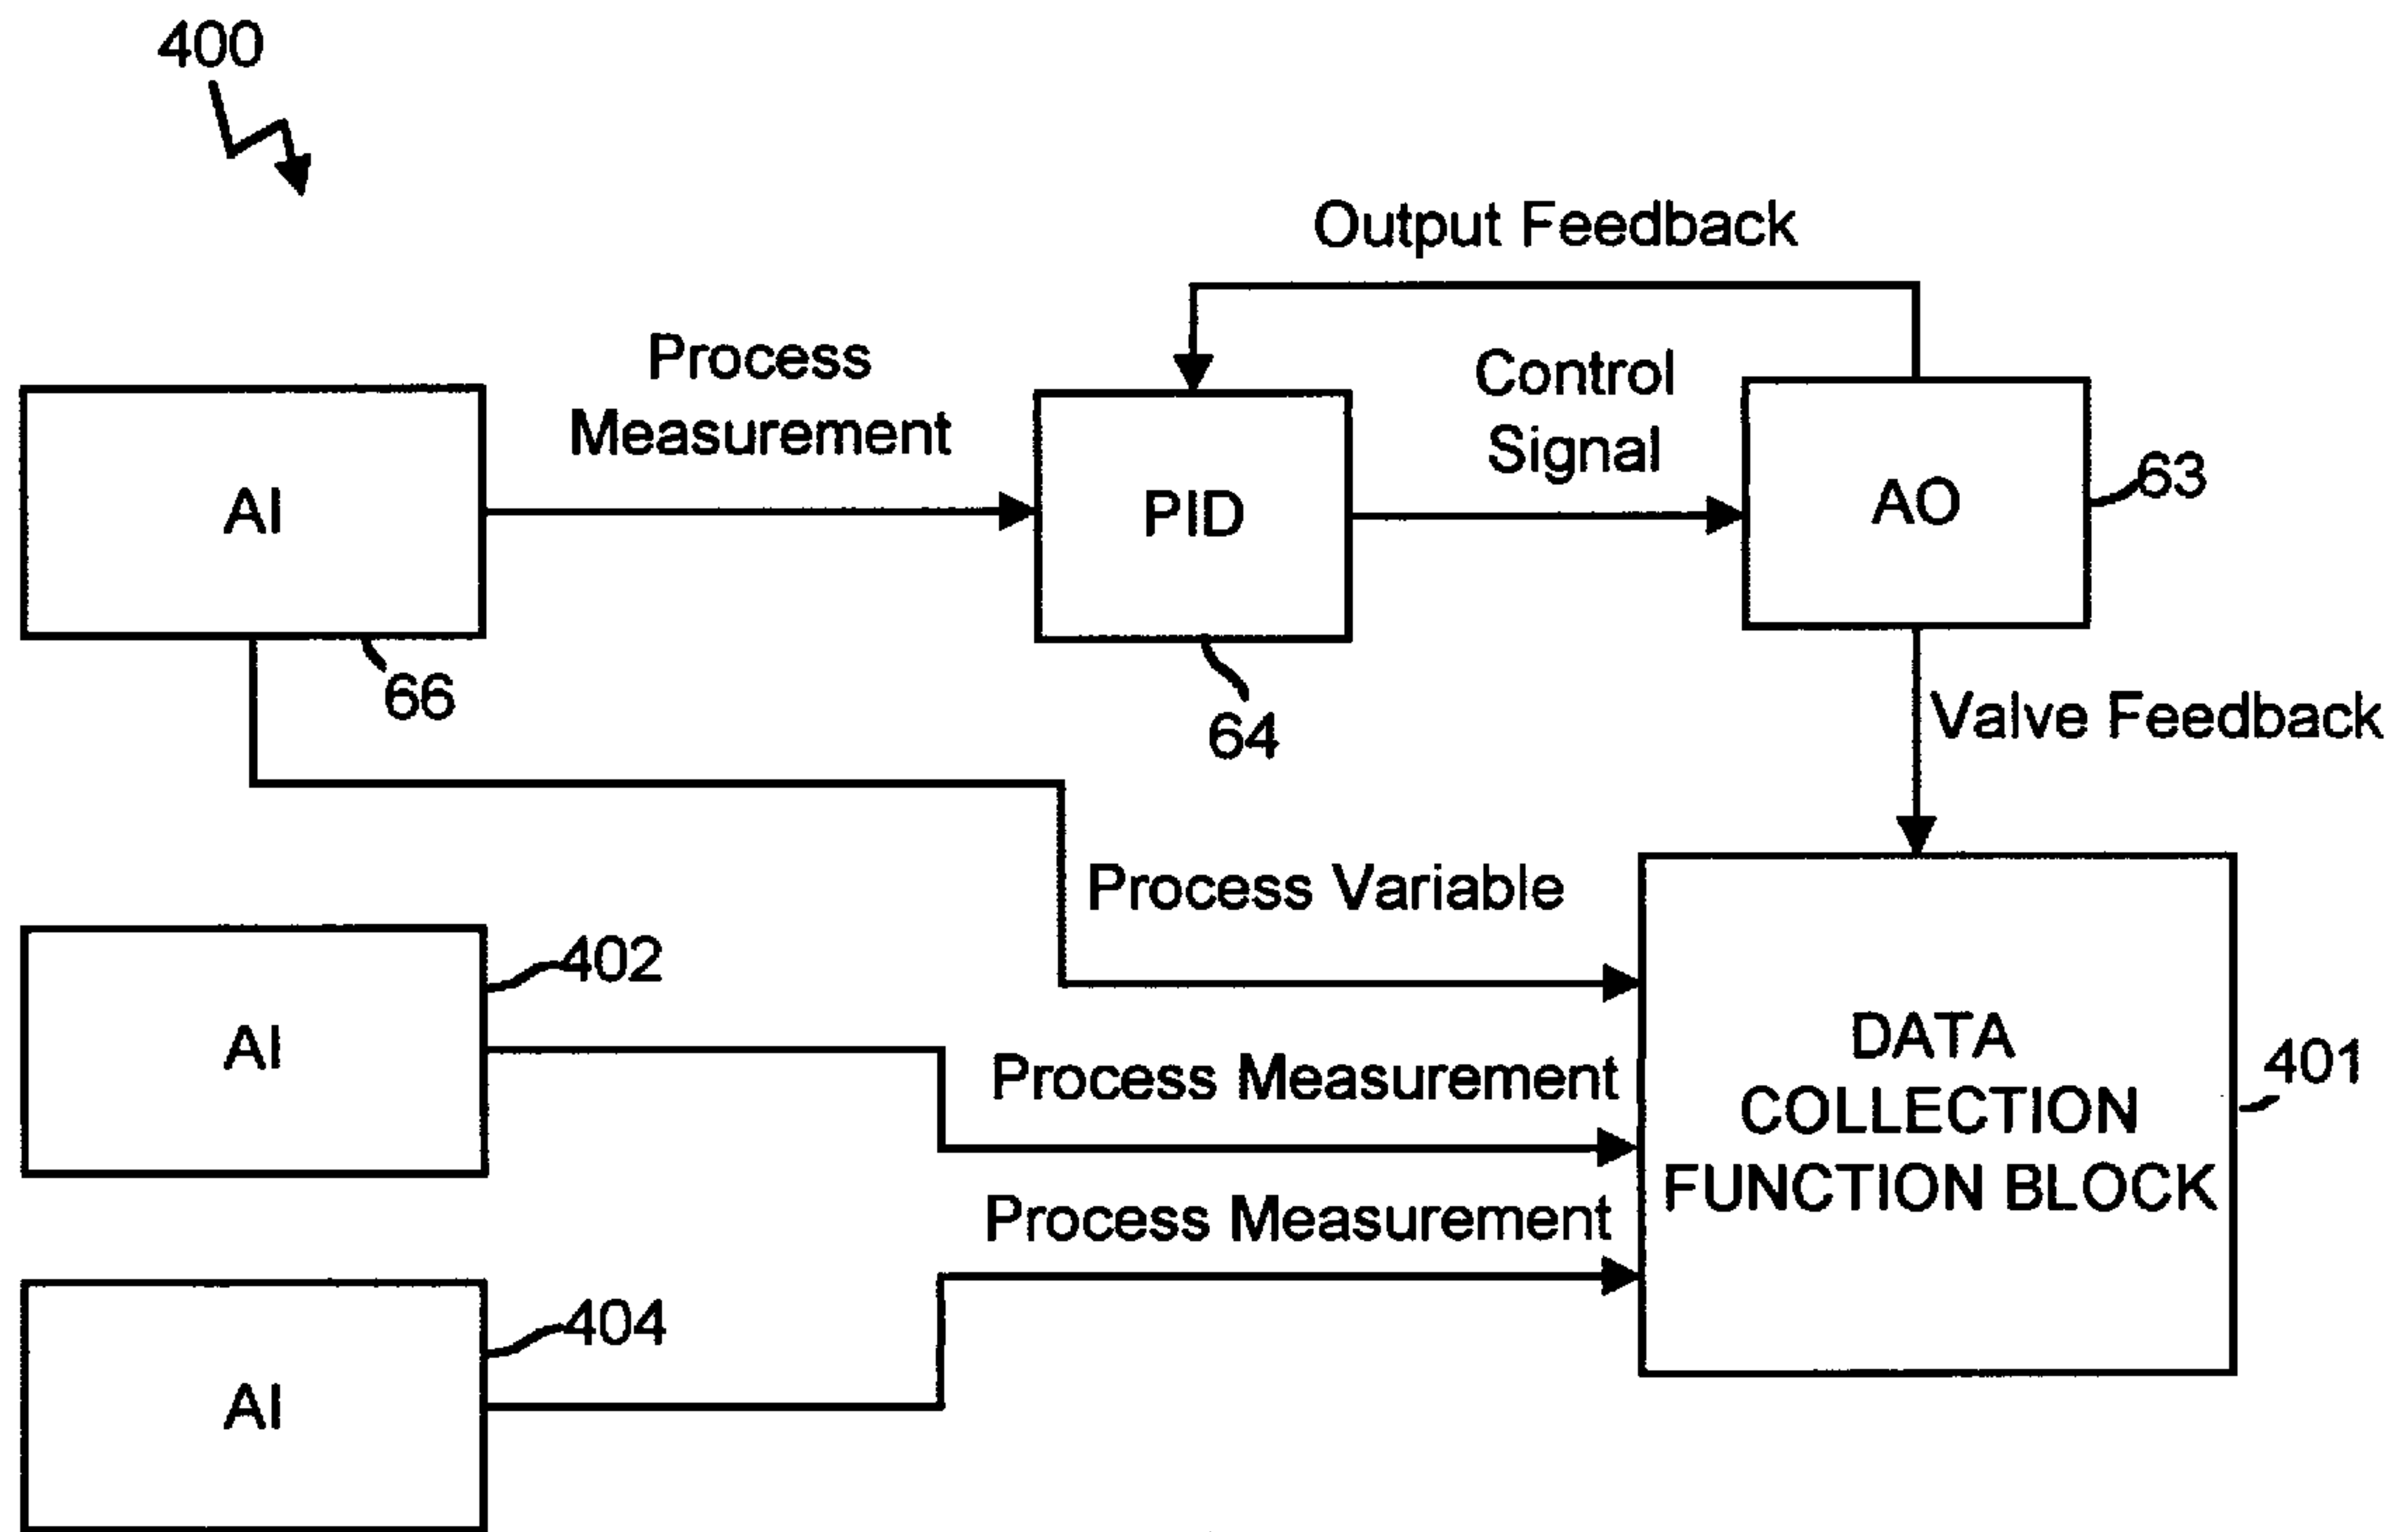 400
Output Feedback
Process
Measurement
Control
Signal
AI
PID
AO
63
66
64
Valve Feedback
Process Variable
402
AI
Process Measurement
DATA
COLLECTION
FUNCTION BLOCK
401
Process Measurement
404
AI